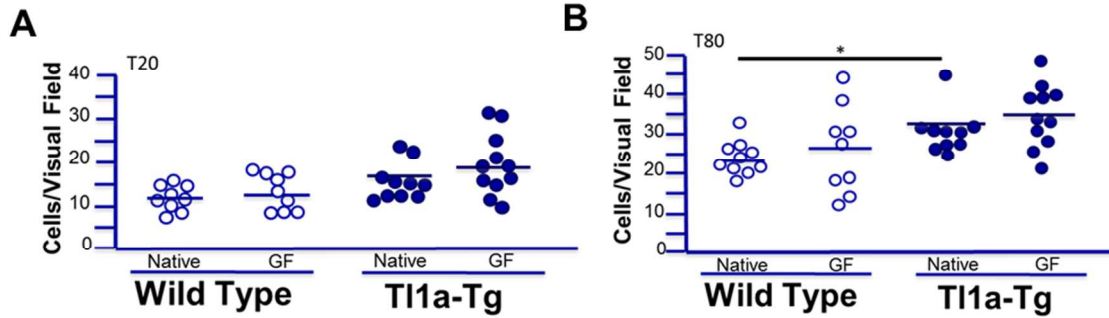 A
T20
Cells/Visual Field
40
30
20
10
0
Native GF Native GF
Wild Type Tl1a-Tg
B
T80
*
Cells/Visual Field
50
40
30
20
10
0
Native GF Native GF
Wild Type Tl1a-Tg